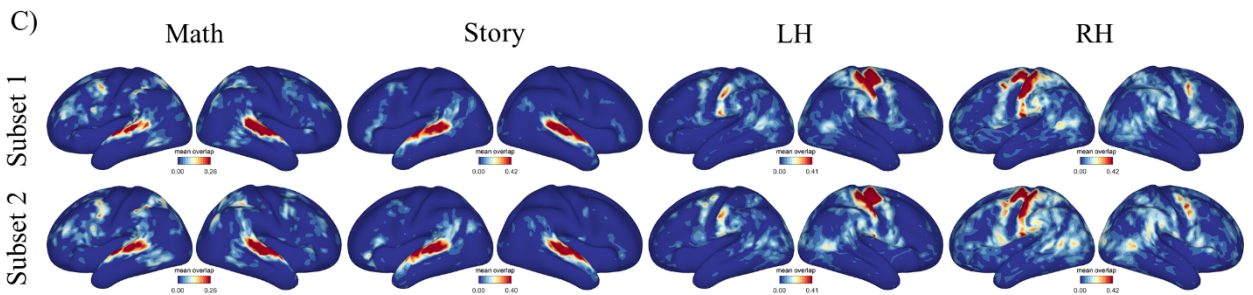 C)
Math Story LH RH
Subset 1
mean overlap mean overlap mean overlap mean overlap
0.00 0.26 0.00 0.42 0.00 0.41 0.00 0.42
Subset 2
mean overlap mean overlap mean overlap mean overlap
0.00 0.26 0.00 0.40 0.00 0.41 0.00 0.42